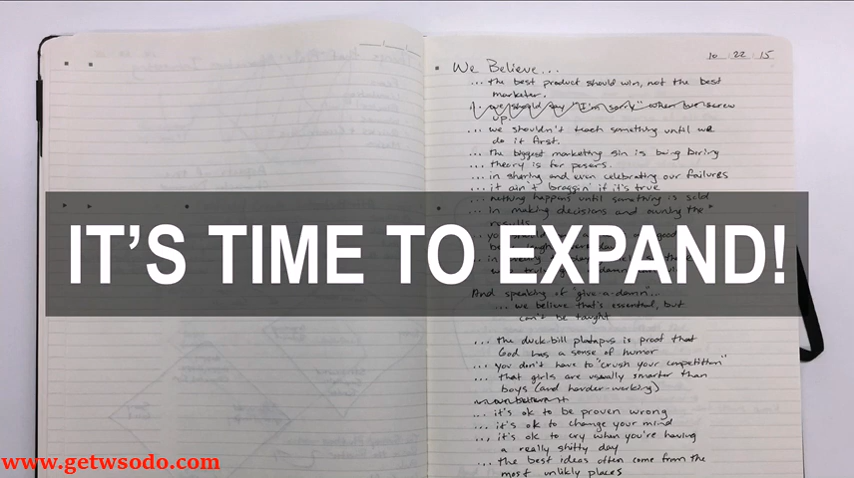 10 22 15
We Believe...
... the best product should win, not the best
marketer.
we should say "I'm sorry" when we screw
up.
... we shouldn't teach something until we
do it first.
... the biggest marketing sin is being boring
... theory is for posers.
... in sharing and even celebrating our failures
... it ain't braggin' if it's true
... nothing happens until something is sold
... in making decisions and owning the
results
IT'S TIME TO EXPAND!
And speaking of "give-a-damn"...
... we believe that's essential, but
can't be taught
... the duck bill platapus is proof that
God has a sense of humor
... you don't have to "crush your competition"
... that girls are usually smarter than
boys (and harder-working)
... it's ok to be proven wrong
... it's ok to change your mind
... it's ok to cry when you're having
a really shitty day
... the best ideas often come from the
most unlikely places
www.getwsodo.com